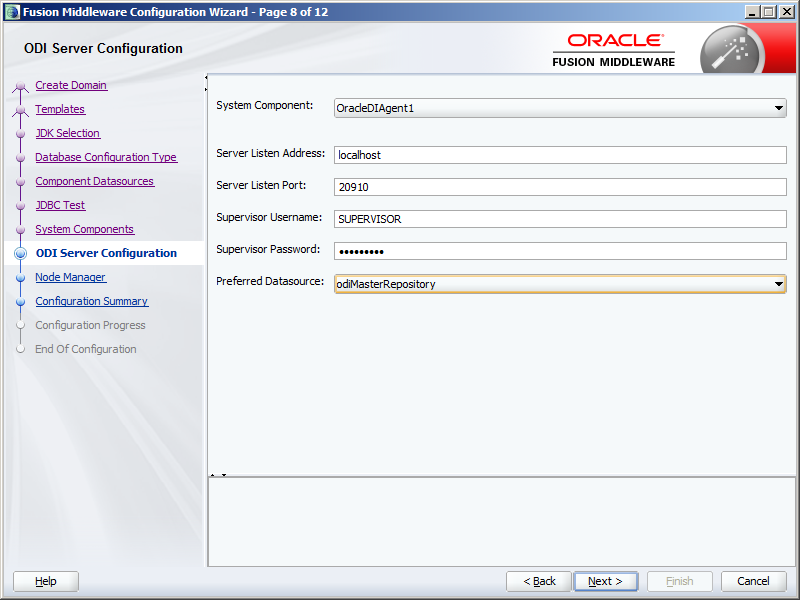 Fusion Middleware Configuration Wizard - Page 8 of 12
ODI Server Configuration
ORACLE
FUSION MIDDLEWARE
Create Domain
Templates
JDK Selection
Database Configuration Type
Component Datasources
JDBC Test
System Components
ODI Server Configuration
Node Manager
Configuration Summary
Configuration Progress
End Of Configuration
System Component: OracleDIAgent1
Server Listen Address: localhost
Server Listen Port: 20910
Supervisor Username: SUPERVISOR
Supervisor Password: •••••••••
Preferred Datasource: odiMasterRepository
Help < Back Next > Finish Cancel